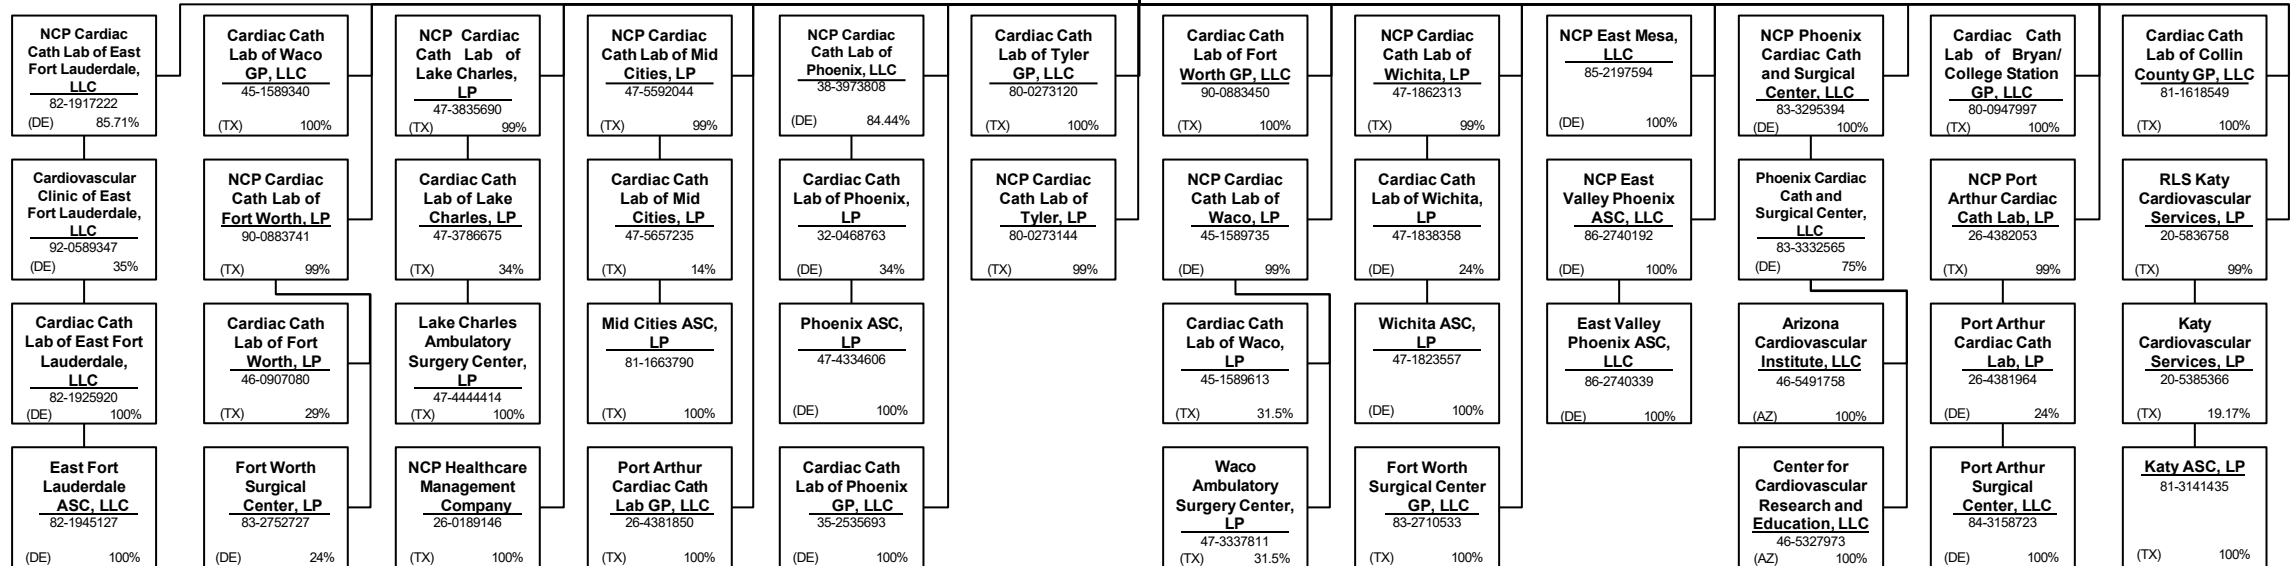 NCP Cardiac
Cath Lab of East
Fort Lauderdale,
LLC
82-1917222
(DE) 85.71%
Cardiac Cath
Lab of Waco
GP, LLC
45-1589340
(TX) 100%
NCP Cardiac
Cath Lab of
Lake Charles,
LP
47-3835690
(TX) 99%
NCP Cardiac
Cath Lab of Mid
Cities, LP
47-5592044
(TX) 99%
NCP Cardiac
Cath Lab of
Phoenix, LLC
38-3973808
(DE) 84.44%
Cardiac Cath
Lab of Tyler
GP, LLC
80-0273120
(TX) 100%
Cardiac Cath
Lab of Fort
Worth GP, LLC
90-0883450
(TX) 100%
NCP Cardiac
Cath Lab of
Wichita, LP
47-1862313
(TX) 99%
NCP East Mesa,
LLC
85-2197594
(DE) 100%
NCP Phoenix
Cardiac Cath
and Surgical
Center, LLC
83-3295394
(DE) 100%
Cardiac Cath
Lab of Bryan/
College Station
GP, LLC
80-0947997
(TX) 100%
Cardiac Cath
Lab of Collin
County GP, LLC
81-1618549
(TX) 100%
Cardiovascular
Clinic of East
Fort Lauderdale,
LLC
92-0589347
(DE) 35%
NCP Cardiac
Cath Lab of
Fort Worth, LP
90-0883741
(TX) 99%
Cardiac Cath
Lab of Lake
Charles, LP
47-3786675
(TX) 34%
Cardiac Cath
Lab of Mid
Cities, LP
47-5657235
(TX) 14%
Cardiac Cath
Lab of Phoenix,
LP
32-0468763
(DE) 34%
NCP Cardiac
Cath Lab of
Tyler, LP
80-0273144
(TX) 99%
NCP Cardiac
Cath Lab of
Waco, LP
45-1589735
(DE) 99%
Cardiac Cath
Lab of Wichita,
LP
47-1838358
(DE) 24%
NCP East
Valley Phoenix
ASC, LLC
86-2740192
(DE) 100%
Phoenix Cardiac
Cath and
Surgical Center,
LLC
83-3332565
(DE) 75%
NCP Port
Arthur Cardiac
Cath Lab, LP
26-4382053
(TX) 99%
RLS Katy
Cardiovascular
Services, LP
20-5836758
(TX) 99%
Cardiac Cath
Lab of East Fort
Lauderdale,
LLC
82-1925920
(DE) 100%
Cardiac Cath
Lab of Fort
Worth, LP
46-0907080
(TX) 29%
Lake Charles
Ambulatory
Surgery Center,
LP
47-4444414
(TX) 100%
Mid Cities ASC,
LP
81-1663790
(TX) 100%
Phoenix ASC,
LP
47-4334606
(DE) 100%
Cardiac Cath
Lab of Waco,
LP
45-1589613
(TX) 31.5%
Wichita ASC,
LP
47-1823557
(DE) 100%
East Valley
Phoenix ASC,
LLC
86-2740339
(DE) 100%
Arizona
Cardiovascular
Institute, LLC
46-5491758
(AZ) 100%
Port Arthur
Cardiac Cath
Lab, LP
26-4381964
(DE) 24%
Katy
Cardiovascular
Services, LP
20-5385366
(TX) 19.17%
East Fort
Lauderdale
ASC, LLC
82-1945127
(DE) 100%
Fort Worth
Surgical
Center, LP
83-2752727
(DE) 24%
NCP Healthcare
Management
Company
26-0189146
(TX) 100%
Port Arthur
Cardiac Cath
Lab GP, LLC
26-4381850
(TX) 100%
Cardiac Cath
Lab of Phoenix
GP, LLC
35-2535693
(DE) 100%
Waco
Ambulatory
Surgery Center,
LP
47-3337811
(TX) 31.5%
Fort Worth
Surgical Center
GP, LLC
83-2710533
(TX) 100%
Center for
Cardiovascular
Research and
Education, LLC
46-5327973
(AZ) 100%
Port Arthur
Surgical
Center, LLC
84-3158723
(DE) 100%
Katy ASC, LP
81-3141435
(TX) 100%